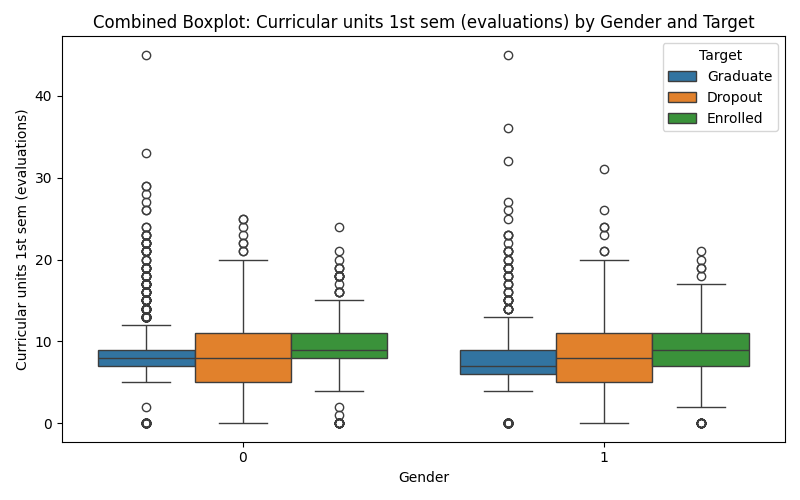 Combined Boxplot: Curricular units 1st sem (evaluations) by Gender and Target
Curricular units 1st sem (evaluations)
40
30
20
10
0
Target
Graduate
Dropout
Enrolled
0 1
Gender